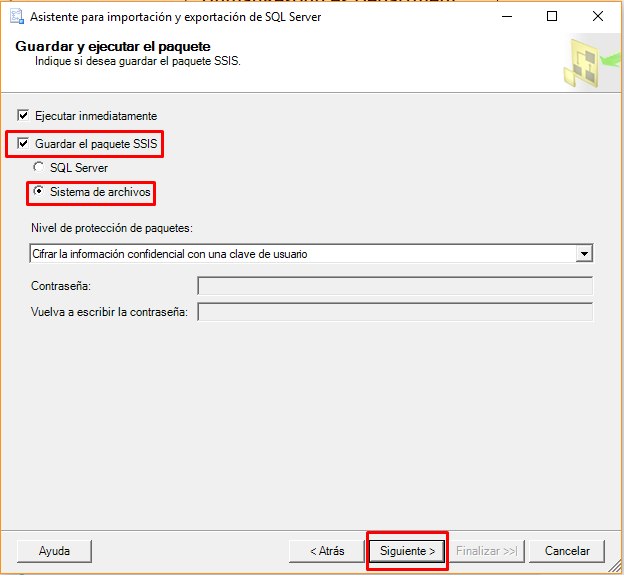 Asistente para importación y exportación de SQL Server
Guardar y ejecutar el paquete
Indique si desea guardar el paquete SSIS.
Ejecutar inmediatamente
Guardar el paquete SSIS
SQL Server
Sistema de archivos
Nivel de protección de paquetes:
Cifrar la información confidencial con una clave de usuario
Contraseña:
Vuelva a escribir la contraseña:
Ayuda
< Atrás
Siguiente >
Finalizar >>|
Cancelar